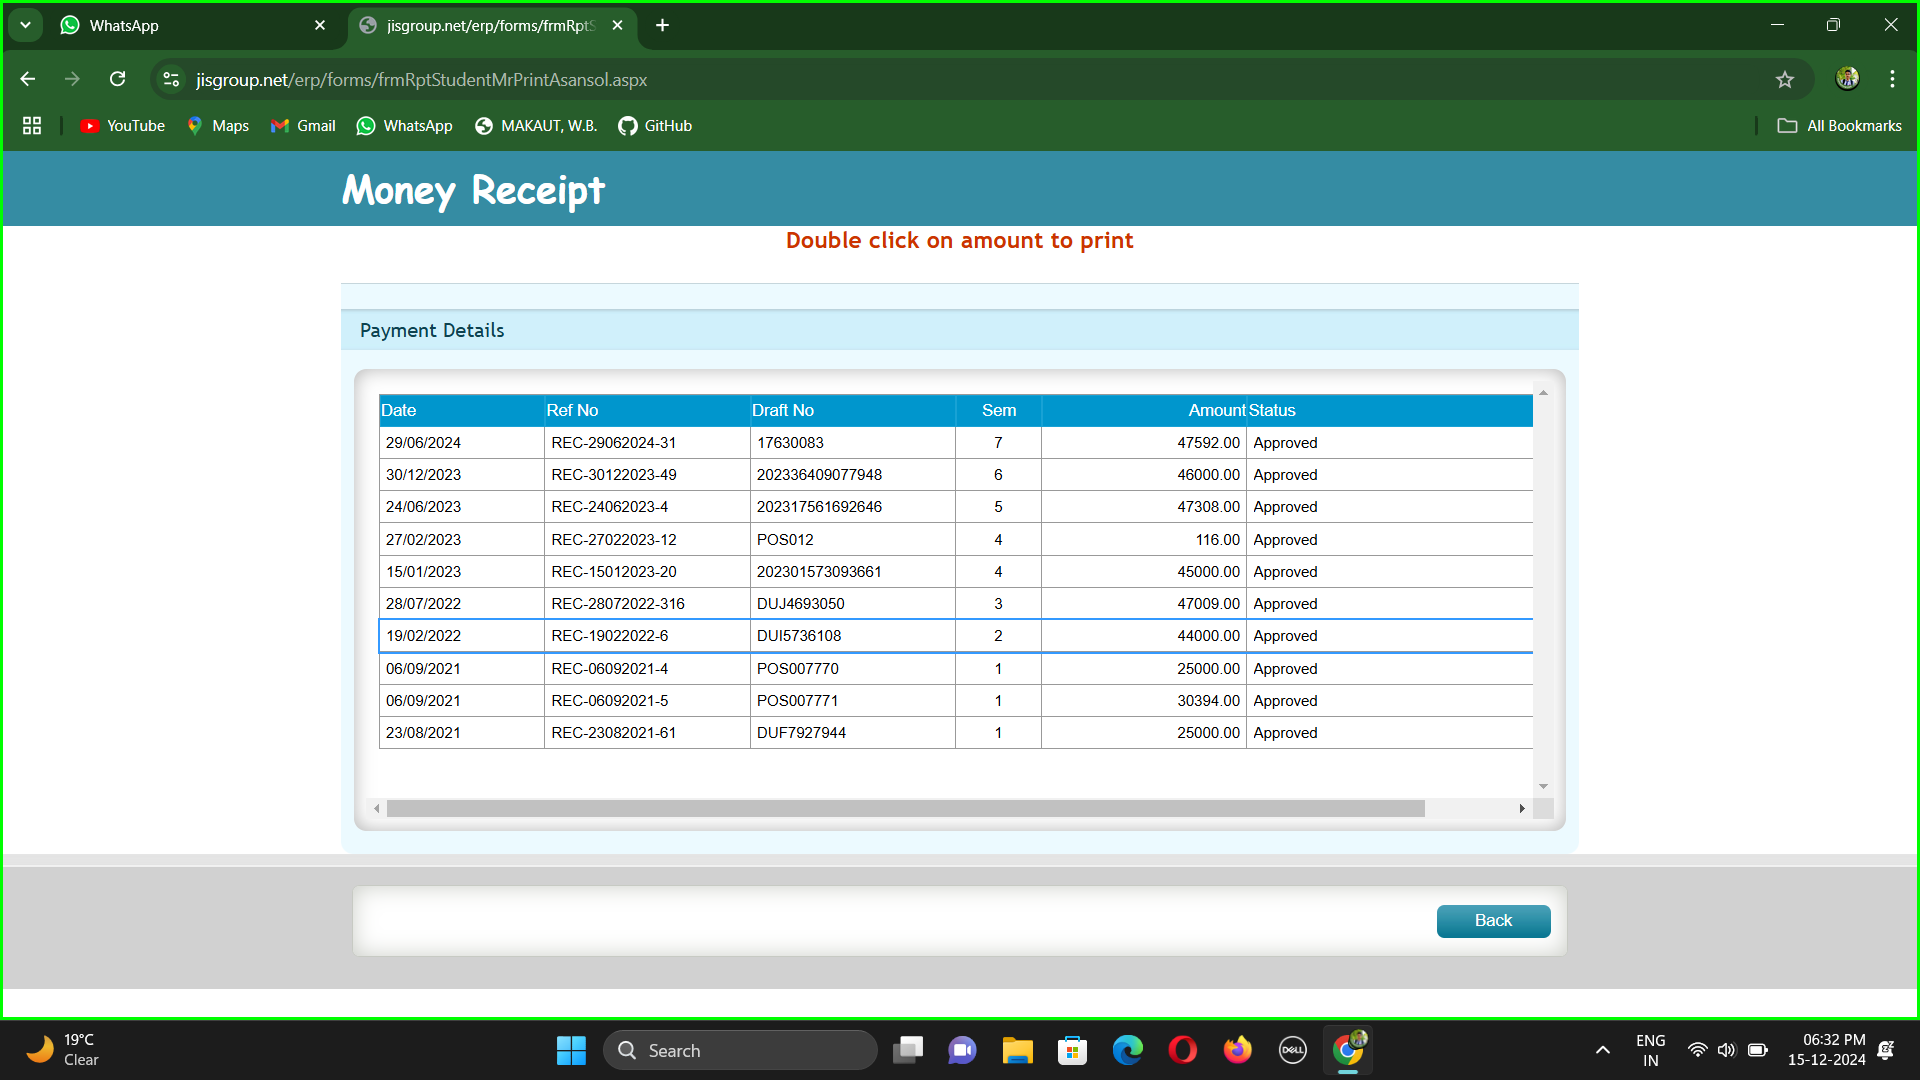 WhatsApp
jisgroup.net/erp/forms/frmRptS
jisgroup.net/erp/forms/frmRptStudentMrPrintAsansol.aspx
YouTube Maps Gmail WhatsApp MAKAUT, W.B. GitHub All Bookmarks
Money Receipt
Double click on amount to print
Payment Details
Date Ref No Draft No Sem Amount Status
29/06/2024 REC-29062024-31 17630083 7 47592.00 Approved
30/12/2023 REC-30122023-49 202336409077948 6 46000.00 Approved
24/06/2023 REC-24062023-4 202317561692646 5 47308.00 Approved
27/02/2023 REC-27022023-12 POS012 4 116.00 Approved
15/01/2023 REC-15012023-20 202301573093661 4 45000.00 Approved
28/07/2022 REC-28072022-316 DUJ4693050 3 47009.00 Approved
19/02/2022 REC-19022022-6 DUI5736108 2 44000.00 Approved
06/09/2021 REC-06092021-4 POS007770 1 25000.00 Approved
06/09/2021 REC-06092021-5 POS007771 1 30394.00 Approved
23/08/2021 REC-23082021-61 DUF7927944 1 25000.00 Approved
Back
19°C
Clear
Search
DELL
ENG
IN
06:32 PM
15-12-2024